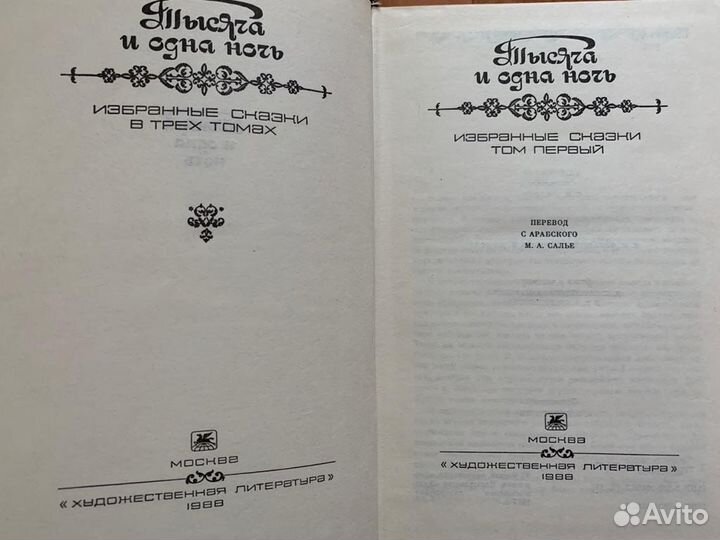 Тысяча
и одна ночь
ИЗБРАННЫЕ СКАЗКИ
В ТРЕХ ТОМАХ
МОСКВА
«ХУДОЖЕСТВЕННАЯ ЛИТЕРАТУРА»
1988
Тысяча
и одна ночь
ИЗБРАННЫЕ СКАЗКИ
ТОМ ПЕРВЫЙ
ПЕРЕВОД
С АРАБСКОГО
М. А. САЛЬЕ
МОСКВА
«ХУДОЖЕСТВЕННАЯ ЛИТЕРАТУРА»
1988
Avito